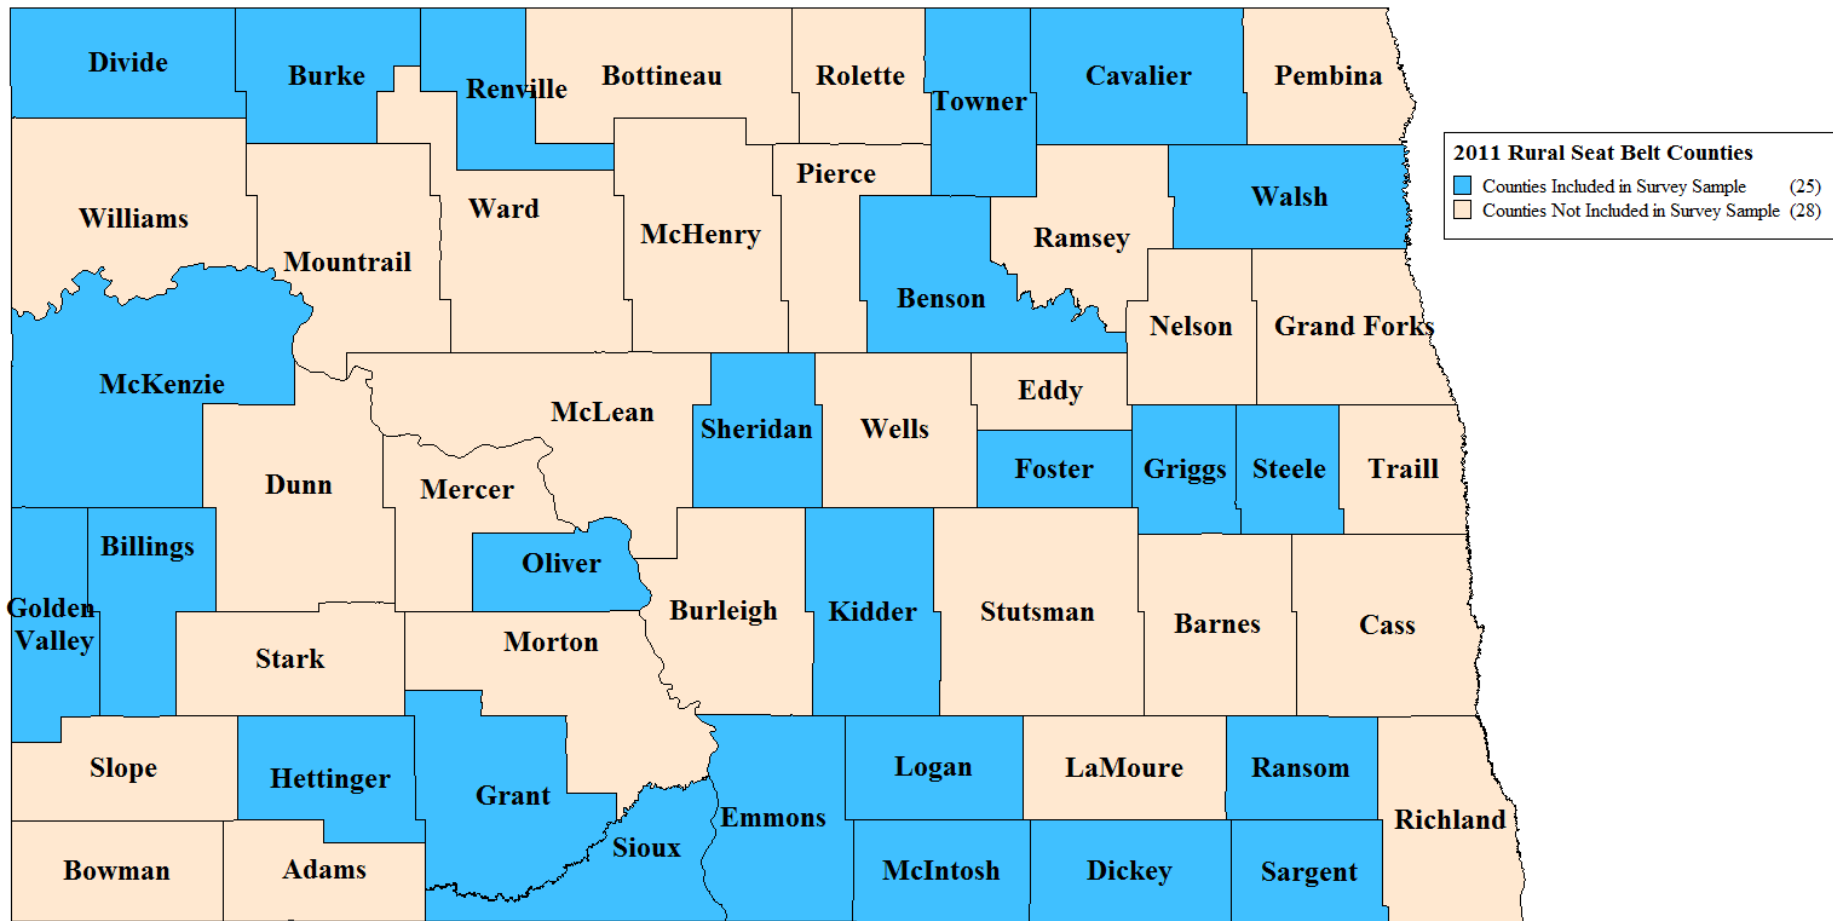 Divide
Burke
Renville
Bottineau
Rolette
Towner
Cavalier
Pembina
2011 Rural Seat Belt Counties
Counties Included in Survey Sample (25)
Counties Not Included in Survey Sample (28)
Williams
Mountrail
Ward
McHenry
Pierce
Benson
Ramsey
Walsh
Nelson
Grand Forks
McKenzie
Dunn
McLean
Mercer
Sheridan
Wells
Eddy
Foster
Griggs
Steele
Traill
Billings
Golden
Valley
Oliver
Burleigh
Kidder
Stutsman
Barnes
Cass
Stark
Morton
Slope
Hettinger
Grant
Sioux
Emmons
Logan
LaMoure
Ransom
Richland
Bowman
Adams
McIntosh
Dickey
Sargent